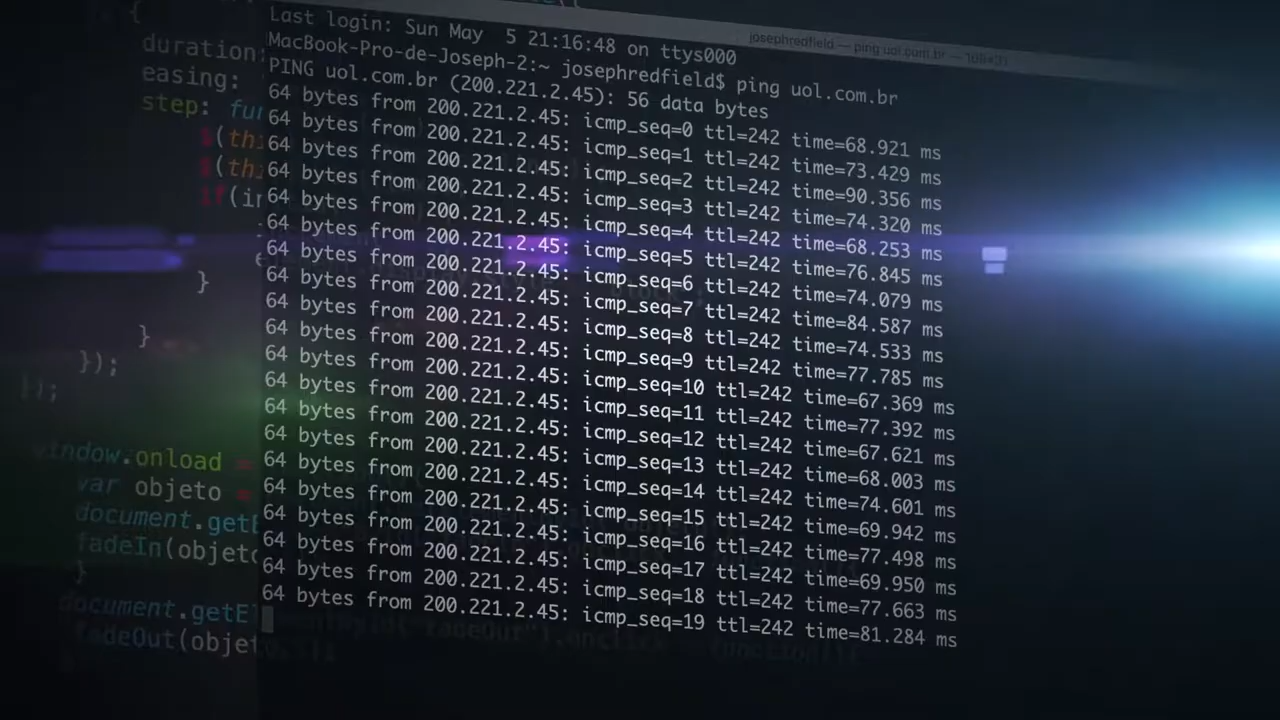 josephredfield — ping uol.com.br —
Last login: Sun May  5 21:16:48 on ttys000
MacBook-Pro-de-Joseph-2:~ josephredfield$ ping uol.com.br
PING uol.com.br (200.221.2.45): 56 data bytes
64 bytes from 200.221.2.45: icmp_seq=0 ttl=242 time=68.921 ms
64 bytes from 200.221.2.45: icmp_seq=1 ttl=242 time=73.429 ms
64 bytes from 200.221.2.45: icmp_seq=2 ttl=242 time=90.356 ms
64 bytes from 200.221.2.45: icmp_seq=3 ttl=242 time=74.320 ms
64 bytes from 200.221.2.45: icmp_seq=4 ttl=242 time=68.253 ms
64 bytes from 200.221.2.45: icmp_seq=5 ttl=242 time=76.845 ms
64 bytes from 200.221.2.45: icmp_seq=6 ttl=242 time=74.079 ms
64 bytes from 200.221.2.45: icmp_seq=7 ttl=242 time=84.587 ms
64 bytes from 200.221.2.45: icmp_seq=8 ttl=242 time=74.533 ms
64 bytes from 200.221.2.45: icmp_seq=9 ttl=242 time=77.785 ms
64 bytes from 200.221.2.45: icmp_seq=10 ttl=242 time=67.369 ms
64 bytes from 200.221.2.45: icmp_seq=11 ttl=242 time=77.392 ms
64 bytes from 200.221.2.45: icmp_seq=12 ttl=242 time=67.621 ms
64 bytes from 200.221.2.45: icmp_seq=13 ttl=242 time=68.003 ms
64 bytes from 200.221.2.45: icmp_seq=14 ttl=242 time=74.601 ms
64 bytes from 200.221.2.45: icmp_seq=15 ttl=242 time=69.942 ms
64 bytes from 200.221.2.45: icmp_seq=16 ttl=242 time=77.498 ms
64 bytes from 200.221.2.45: icmp_seq=17 ttl=242 time=69.950 ms
64 bytes from 200.221.2.45: icmp_seq=18 ttl=242 time=77.663 ms
64 bytes from 200.221.2.45: icmp_seq=19 ttl=242 time=81.284 ms
{
duration:
easing:
step: fun
$(thi
$(thi
if(in
}
}
});
});
window.onload =
var objeto =
document.getE
fadeIn(objeto
}
document.getEl
fadeOut(objet